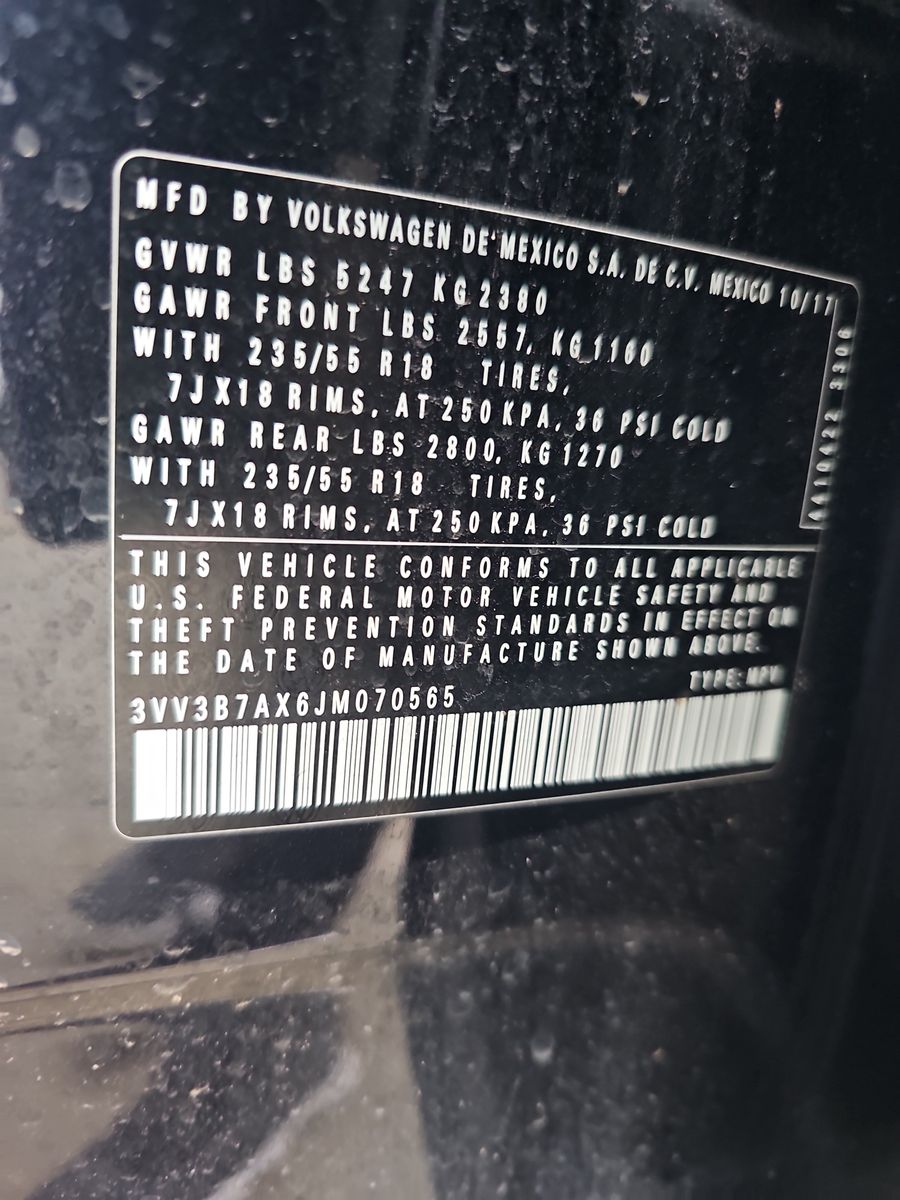 MFD BY VOLKSWAGEN DE MEXICO S.A. DE C.V. MEXICO 10/17
GVWR LBS 5247 KG 2380
GAWR FRONT LBS 2557, KG 1160
WITH 235/55 R18 TIRES,
7JX18 RIMS, AT 250 KPA, 36 PSI COLD
GAWR REAR LBS 2800, KG 1270
WITH 235/55 R18 TIRES,
7JX18 RIMS, AT 250 KPA, 36 PSI COLD
THIS VEHICLE CONFORMS TO ALL APPLICABLE
U.S. FEDERAL MOTOR VEHICLE SAFETY AND
THEFT PREVENTION STANDARDS IN EFFECT ON
THE DATE OF MANUFACTURE SHOWN ABOVE.
TYPE: MPV
3VV3B7AX6JM070565